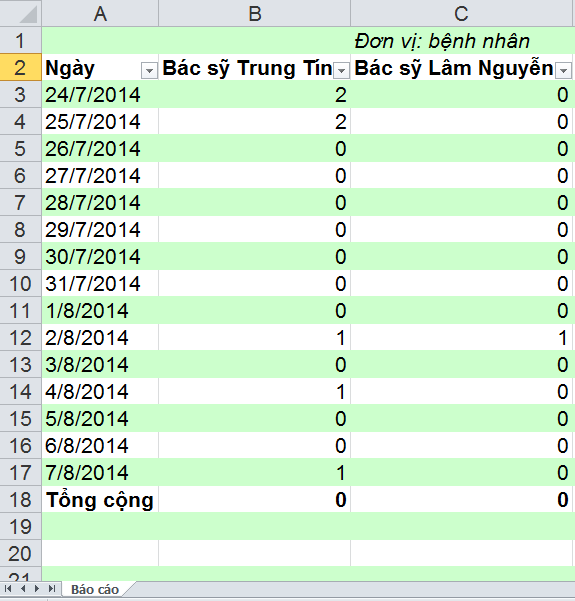 A B C
1 Đơn vị: bệnh nhân
2 Ngày Bác sỹ Trung Tín Bác sỹ Lâm Nguyễn
3 24/7/2014 2 0
4 25/7/2014 2 0
5 26/7/2014 0 0
6 27/7/2014 0 0
7 28/7/2014 0 0
8 29/7/2014 0 0
9 30/7/2014 0 0
10 31/7/2014 0 0
11 1/8/2014 0 0
12 2/8/2014 1 1
13 3/8/2014 0 0
14 4/8/2014 1 0
15 5/8/2014 0 0
16 6/8/2014 0 0
17 7/8/2014 1 0
18 Tổng cộng 0 0
19
20
21
Báo cáo